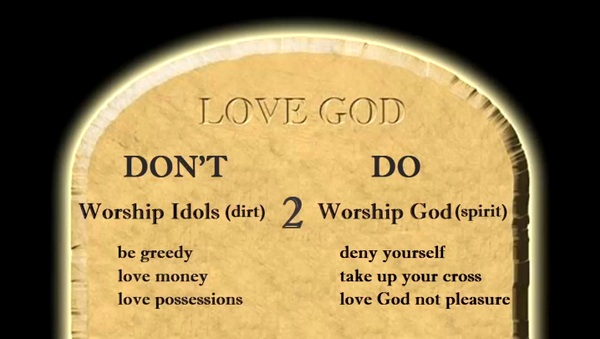 LOVE GOD
DON'T DO
Worship Idols (dirt) 2 Worship God (spirit)
be greedy deny yourself
love money take up your cross
love possessions love God not pleasure